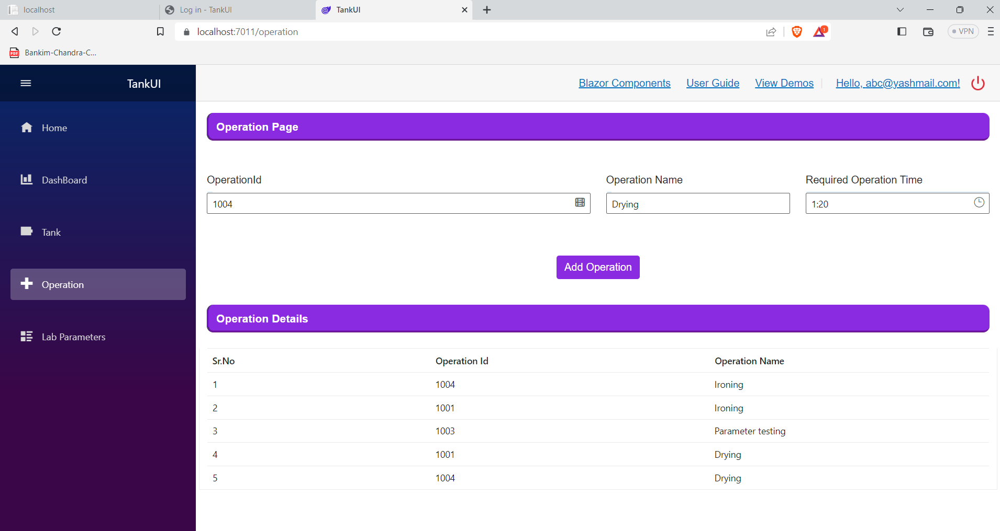 localhost
Log in - TankUI
TankUI
localhost:7011/operation
1
VPN
PDF
Bankim-Chandra-C...
TankUI
Blazor Components
User Guide
View Demos
Hello, abc@yashmail.com!
Home
DashBoard
Tank
Operation
Lab Parameters
Operation Page
OperationId
Operation Name
Required Operation Time
1004
Drying
1:20
Add Operation
Operation Details
Sr.No Operation Id Operation Name
1 1004 Ironing
2 1001 Ironing
3 1003 Parameter testing
4 1001 Drying
5 1004 Drying